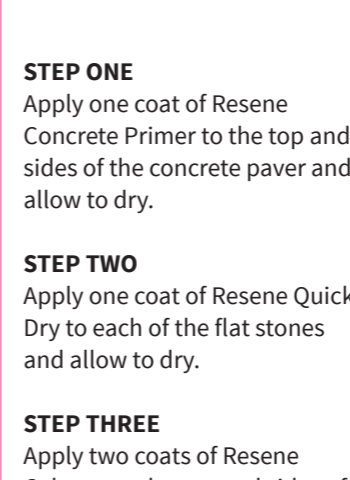 STEP ONE
Apply one coat of Resene
Concrete Primer to the top and
sides of the concrete paver and
allow to dry.
STEP TWO
Apply one coat of Resene Quick
Dry to each of the flat stones
and allow to dry.
STEP THREE
Apply two coats of Resene